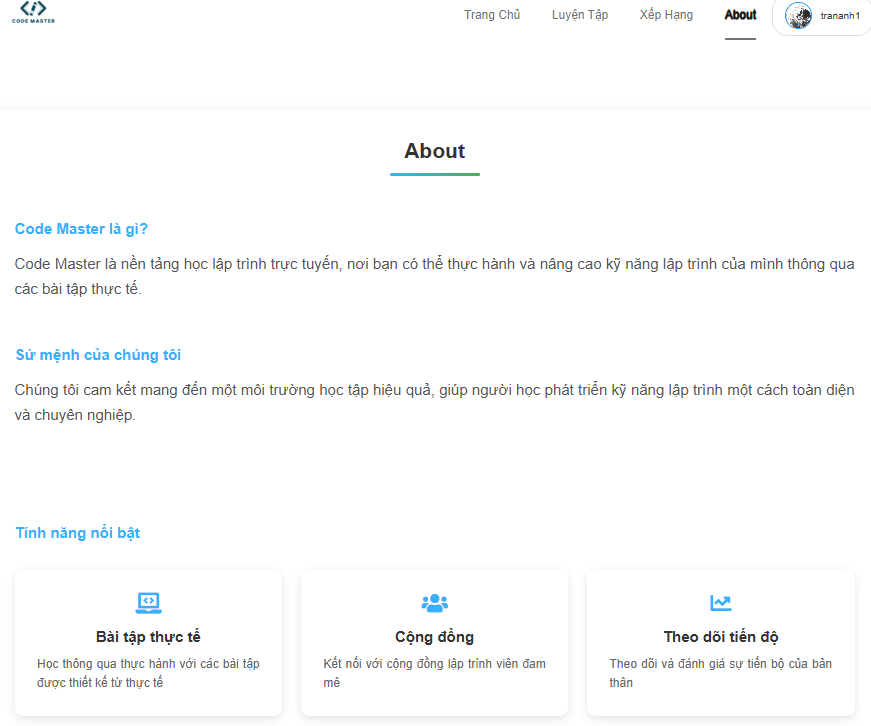 CODE MASTER
Trang Chủ
Luyện Tập
Xếp Hạng
About
trananh1
About
Code Master là gì?
Code Master là nền tảng học lập trình trực tuyến, nơi bạn có thể thực hành và nâng cao kỹ năng lập trình của mình thông qua
các bài tập thực tế.
Sứ mệnh của chúng tôi
Chúng tôi cam kết mang đến một môi trường học tập hiệu quả, giúp người học phát triển kỹ năng lập trình một cách toàn diện
và chuyên nghiệp.
Tính năng nổi bật
Bài tập thực tế
Học thông qua thực hành với các bài tập
được thiết kế từ thực tế
Cộng đồng
Kết nối với cộng đồng lập trình viên đam
mê
Theo dõi tiến độ
Theo dõi và đánh giá sự tiến bộ của bản
thân